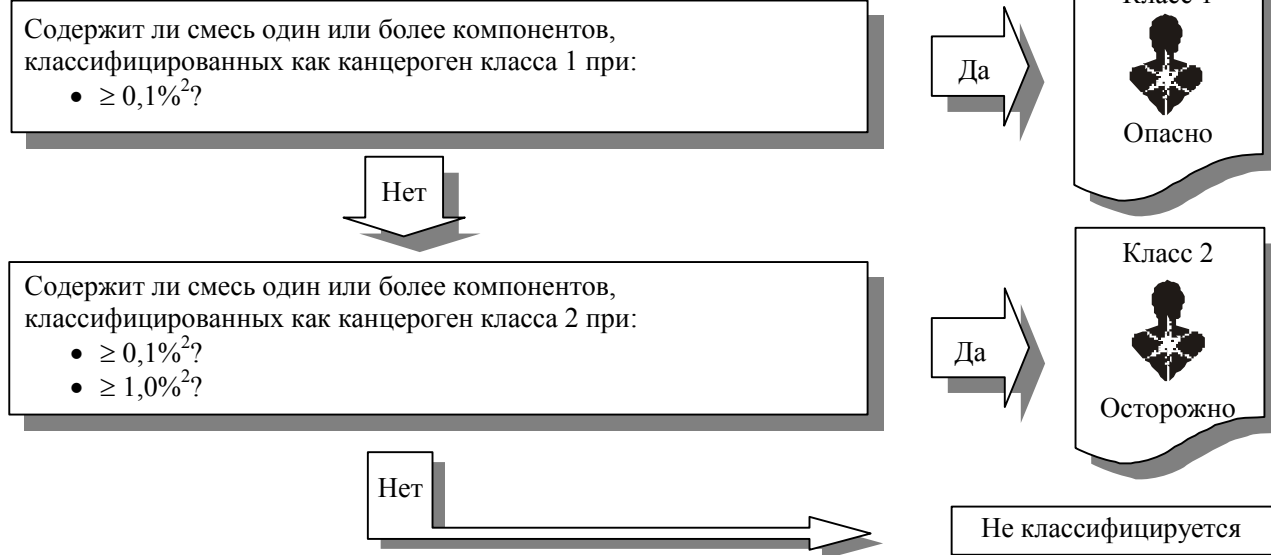 Содержит ли смесь один или более компонентов,
классифицированных как канцероген класса 1 при:
• ≥ 0,1%²?
Да
Опасно
Нет
Содержит ли смесь один или более компонентов,
классифицированных как канцероген класса 2 при:
• ≥ 0,1%²?
• ≥ 1,0%²?
Да
Класс 2
Осторожно
Нет
Не классифицируется